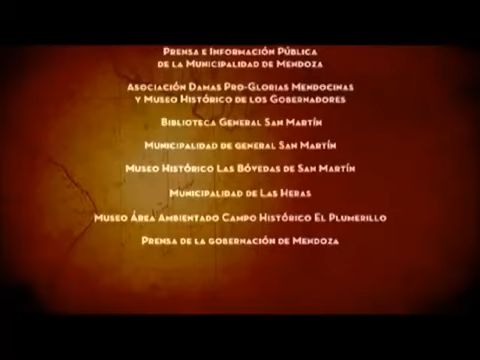 Prensa e Información Pública
de la Municipalidad de Mendoza
Asociación Damas Pro-Glorias Mendocinas
y Museo Histórico de los Gobernadores
Biblioteca General San Martín
Municipalidad de General San Martín
Museo Histórico Las Bóvedas de San Martín
Municipalidad de Las Heras
Museo Área Ambientado Campo Histórico El Plumerillo
Prensa de la gobernación de Mendoza